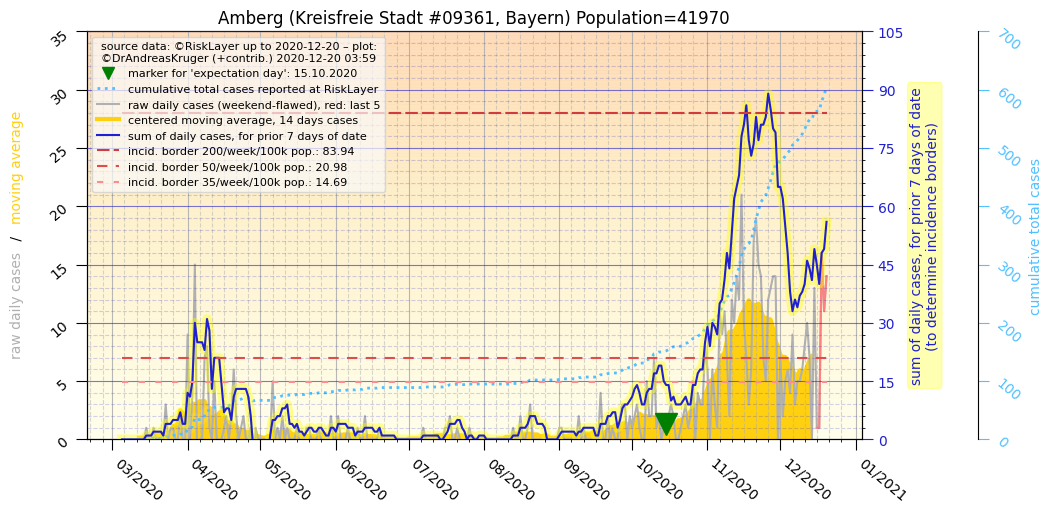 Amberg (Kreisfreie Stadt #09361, Bayern) Population=41970
source data: ©RiskLayer up to 2020-12-20 – plot:
©DrAndreasKruger (+contrib.) 2020-12-20 03:59
marker for 'expectation day': 15.10.2020
cumulative total cases reported at RiskLayer
raw daily cases (weekend-flawed), red: last 5
centered moving average, 14 days cases
sum of daily cases, for prior 7 days of date
incid. border 200/week/100k pop.: 83.94
incid. border 50/week/100k pop.: 20.98
incid. border 35/week/100k pop.: 14.69
raw daily cases / moving average
35
30
25
20
15
10
5
0
03/2020
04/2020
05/2020
06/2020
07/2020
08/2020
09/2020
10/2020
11/2020
12/2020
01/2021
105
90
75
60
45
30
15
0
sum of daily cases, for prior 7 days of date
(to determine incidence borders)
700
600
500
400
300
200
100
0
cumulative total cases